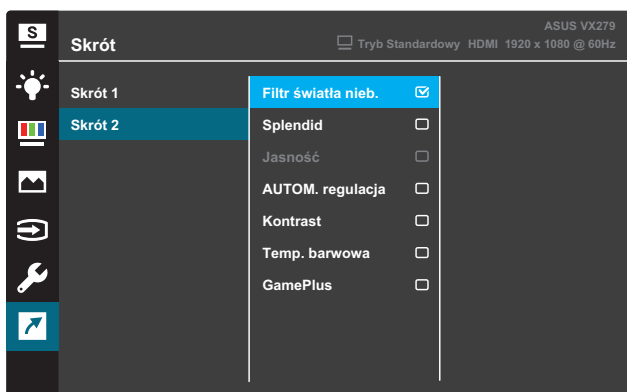 S
ASUS VX279
Skrót
Tryb Standardowy HDMI 1920 x 1080 @ 60Hz
Skrót 1
Filtr światła nieb.
Skrót 2
Splendid
Jasność
AUTOM. regulacja
Kontrast
Temp. barwowa
GamePlus